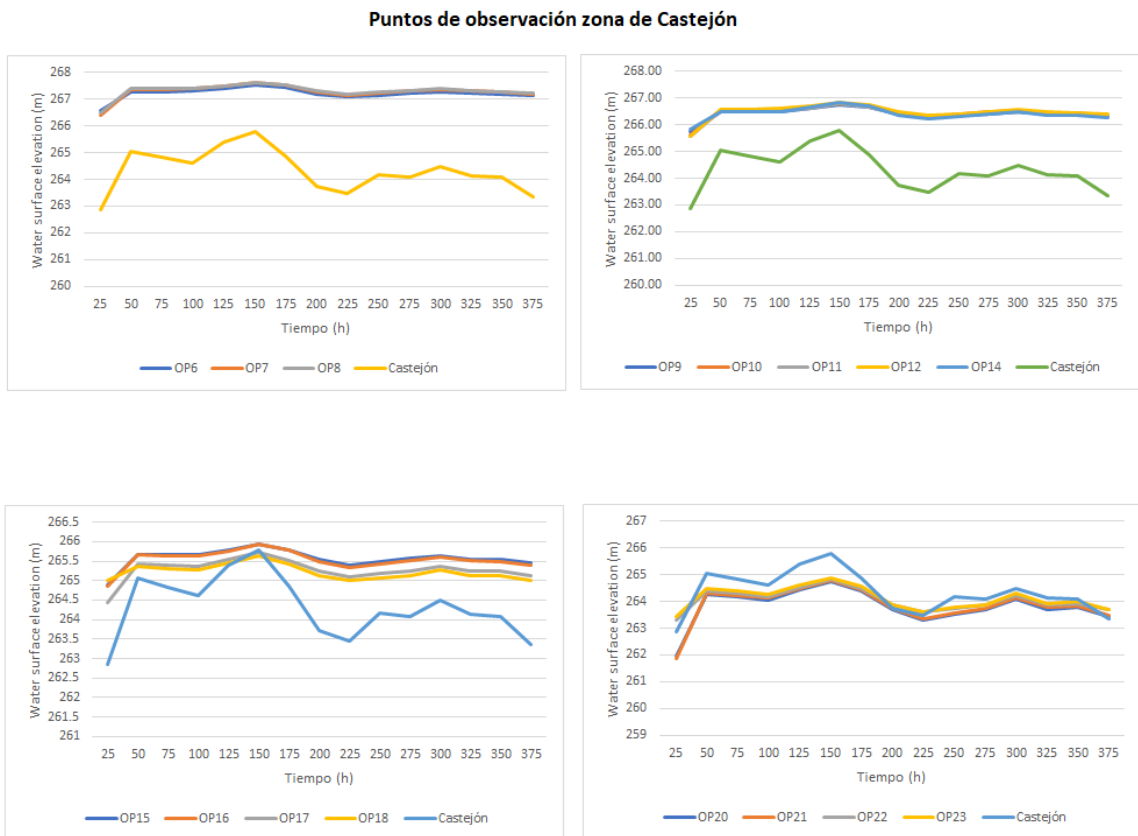 Puntos de observación zona de Castejón
Water surface elevation (m)
268
267
266
265
264
263
262
261
260
25 50 75 100 125 150 175 200 225 250 275 300 325 350 375
Tiempo (h)
OP6 OP7 OP8 Castejón
Water surface elevation (m)
268.00
267.00
266.00
265.00
264.00
263.00
262.00
261.00
260.00
25 50 75 100 125 150 175 200 225 250 275 300 325 350 375
Tiempo (h)
OP9 OP10 OP11 OP12 OP14 Castejón
Water surface elevation (m)
266.5
266
265.5
265
264.5
264
263.5
263
262.5
262
261.5
261
25 50 75 100 125 150 175 200 225 250 275 300 325 350 375
Tiempo (h)
OP15 OP16 OP17 OP18 Castejón
Water surface elevation (m)
267
266
265
264
263
262
261
260
259
25 50 75 100 125 150 175 200 225 250 275 300 325 350 375
Tiempo (h)
OP20 OP21 OP22 OP23 Castejón